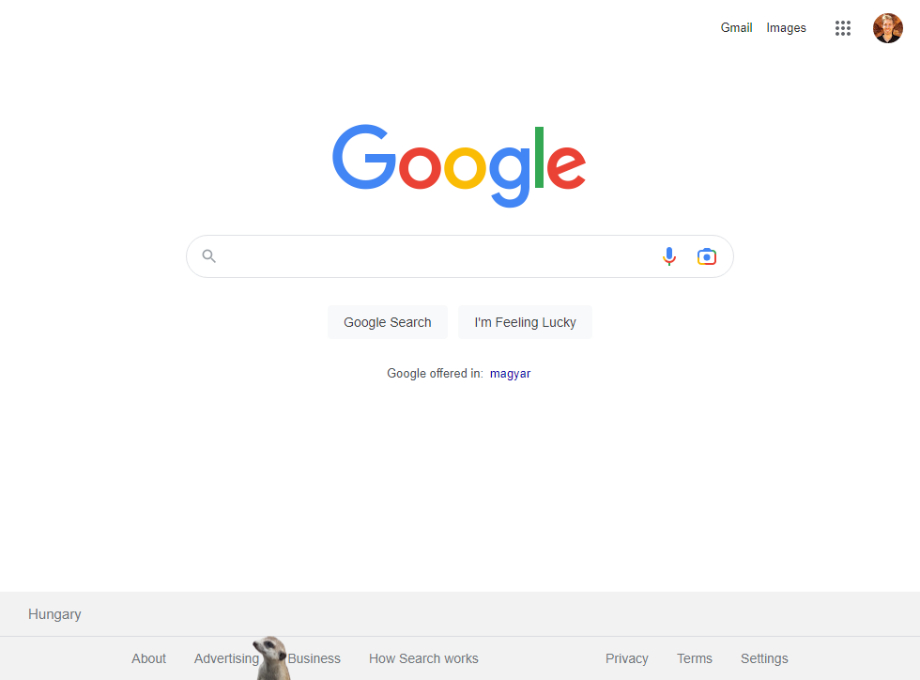 Gmail Images
Google
Google Search I'm Feeling Lucky
Google offered in: magyar
Hungary
About Advertising Business How Search works Privacy Terms Settings